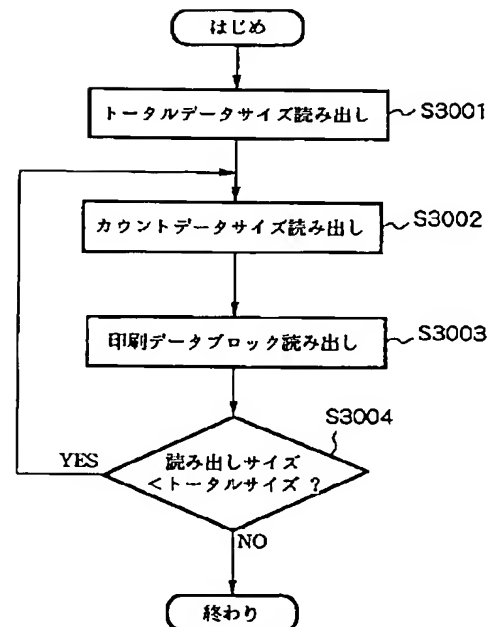 はじめ
トータルデータサイズ読み出し
S3001
カウントデータサイズ読み出し
S3002
印刷データブロック読み出し
S3003
S3004
YES
読み出しサイズ
<トータルサイズ ?
NO
終わり